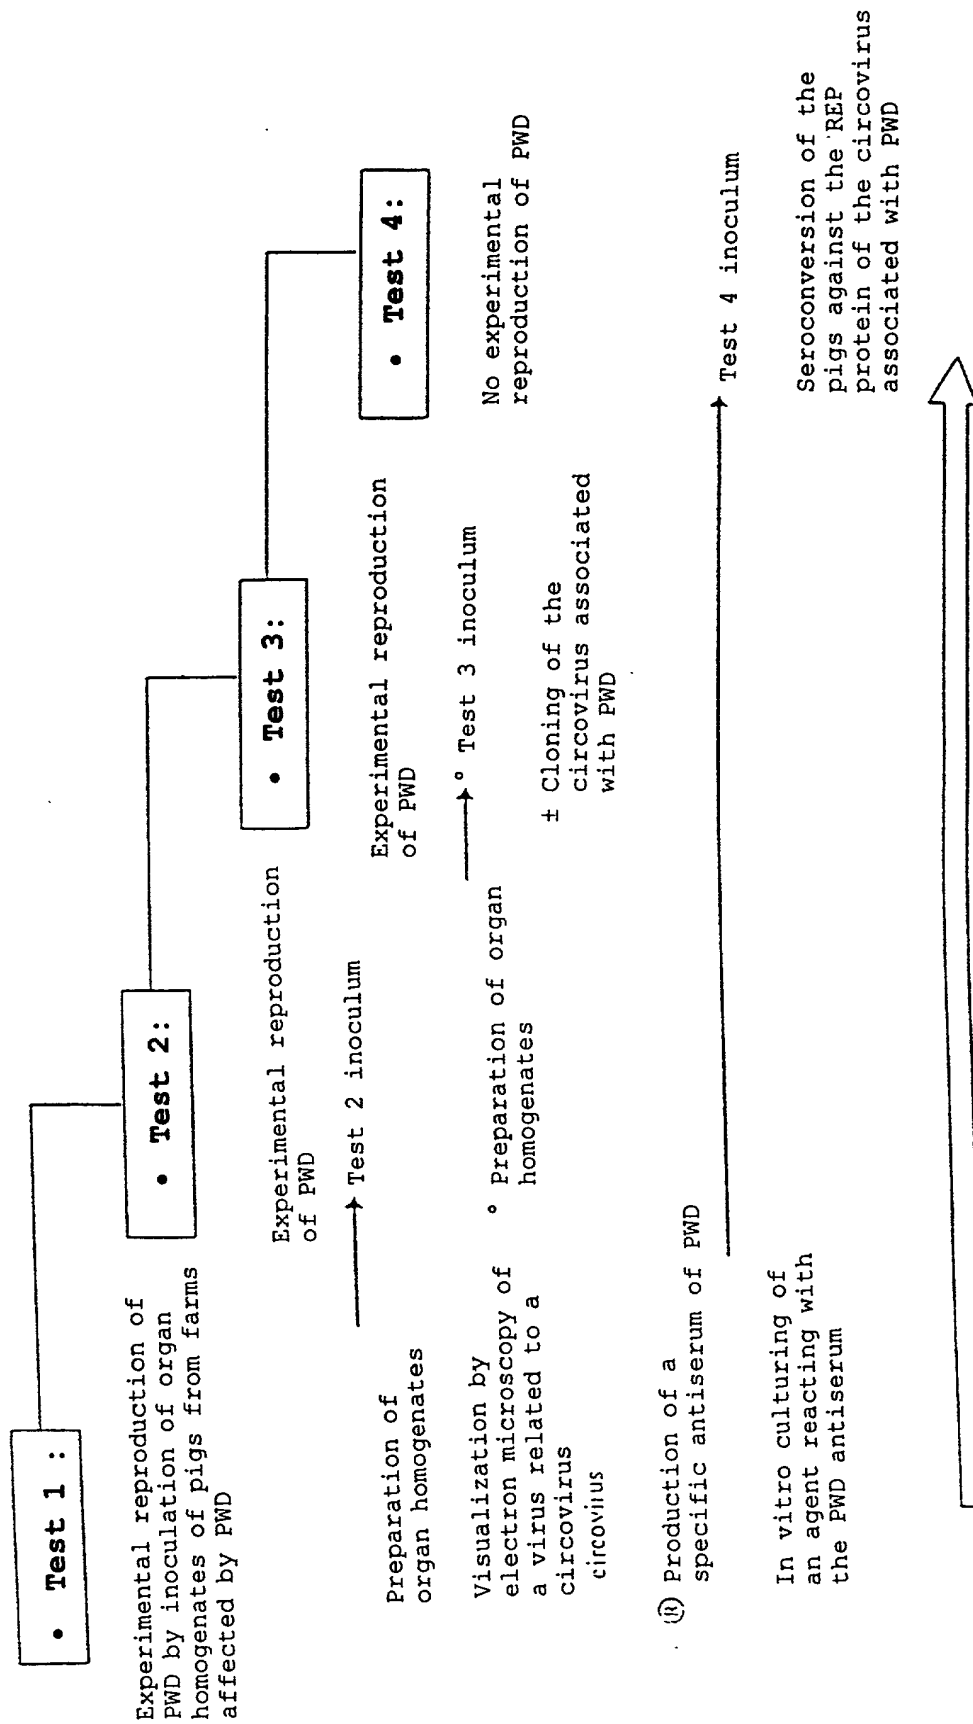 • Test 1 :
Experimental reproduction of
PWD by inoculation of organ
homogenates of pigs from farms
affected by PWD
Preparation of
organ homogenates
Visualization by
electron microscopy of
a virus related to a
circovirus
circovirus
(R) Production of a
specific antiserum of PWD
In vitro culturing of
an agent reacting with
the PWD antiserum
• Test 2:
Experimental reproduction
of PWD
Test 2 inoculum
° Preparation of organ
homogenates
• Test 3:
Experimental reproduction
of PWD
° Test 3 inoculum
± Cloning of the
circovirus associated
with PWD
• Test 4:
No experimental
reproduction of PWD
Test 4 inoculum
Seroconversion of the
pigs against the REP
protein of the circovirus
associated with PWD